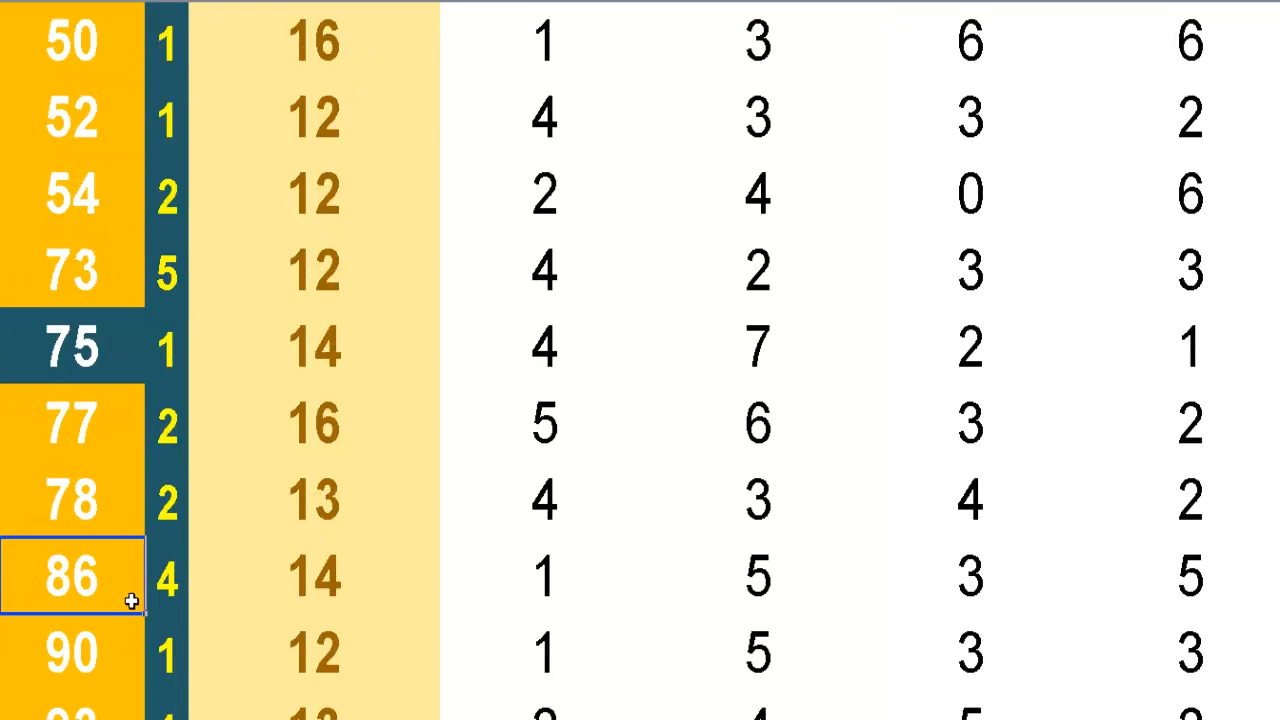 50 1 16 1 3 6 6
52 1 12 4 3 3 2
54 2 12 2 4 0 6
73 5 12 4 2 3 3
75 1 14 4 7 2 1
77 2 16 5 6 3 2
78 2 13 4 3 4 2
86 4 14 1 5 3 5
90 1 12 1 5 3 3